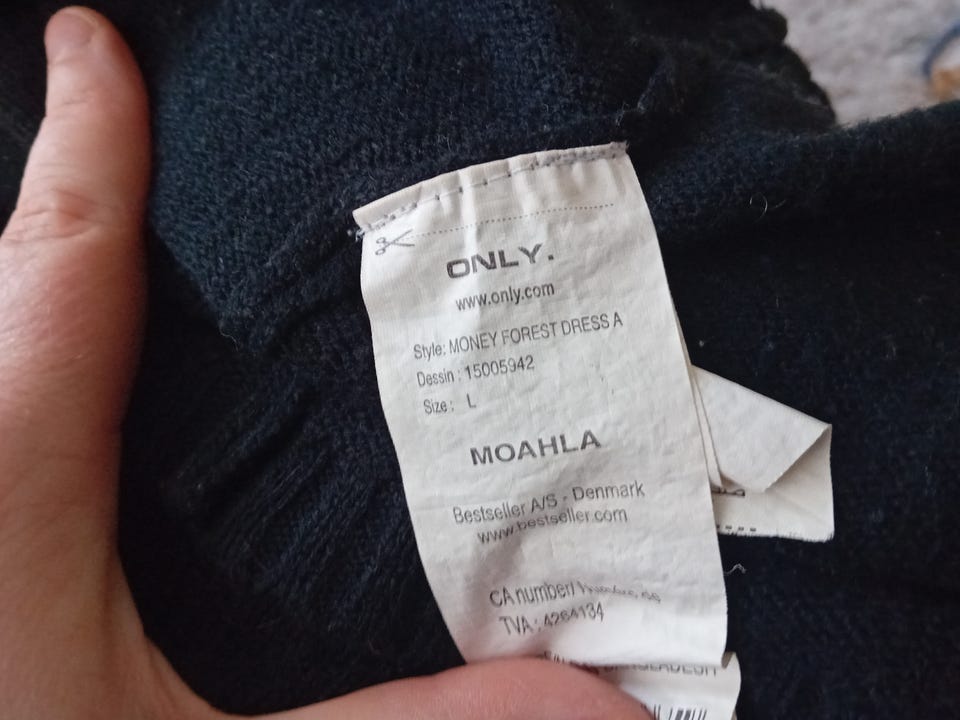 ONLY.
www.only.com
Style: MONEY FOREST DRESS A
Dessin : 15005942
Size : L
MOAHLA
Bestseller A/S - Denmark
www.bestseller.com
CA number/
TVA : 4264134
BANGLADESH